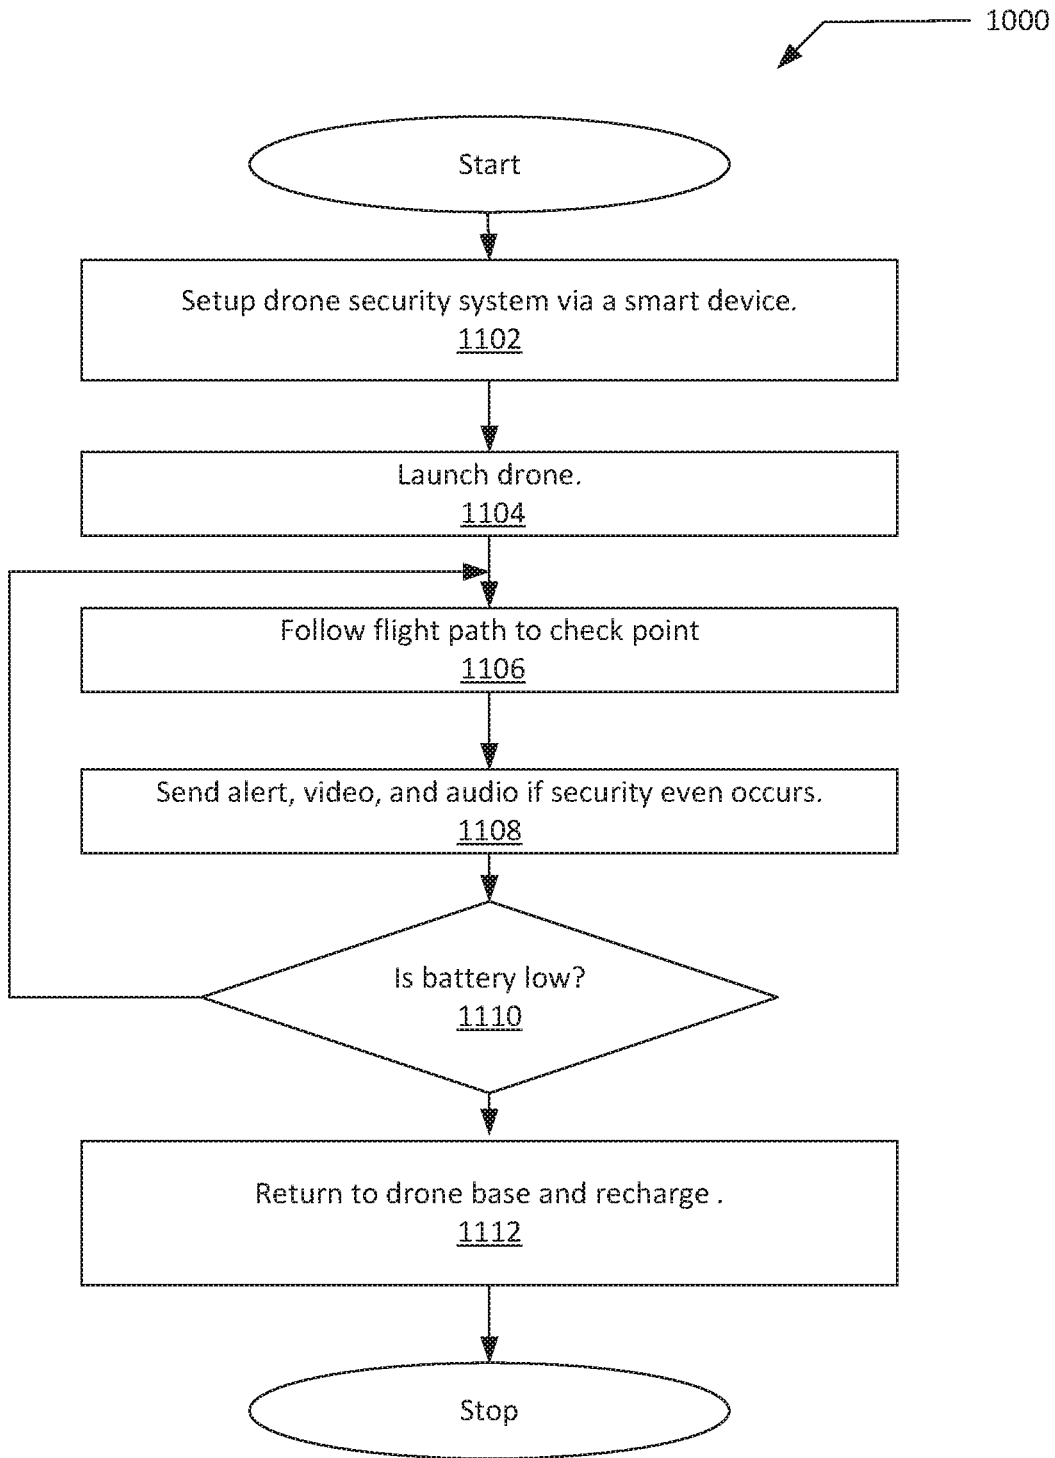 1000
Start
Setup drone security system via a smart device.
1102
Launch drone.
1104
Follow flight path to check point
1106
Send alert, video, and audio if security even occurs.
1108
Is battery low?
1110
Return to drone base and recharge .
1112
Stop